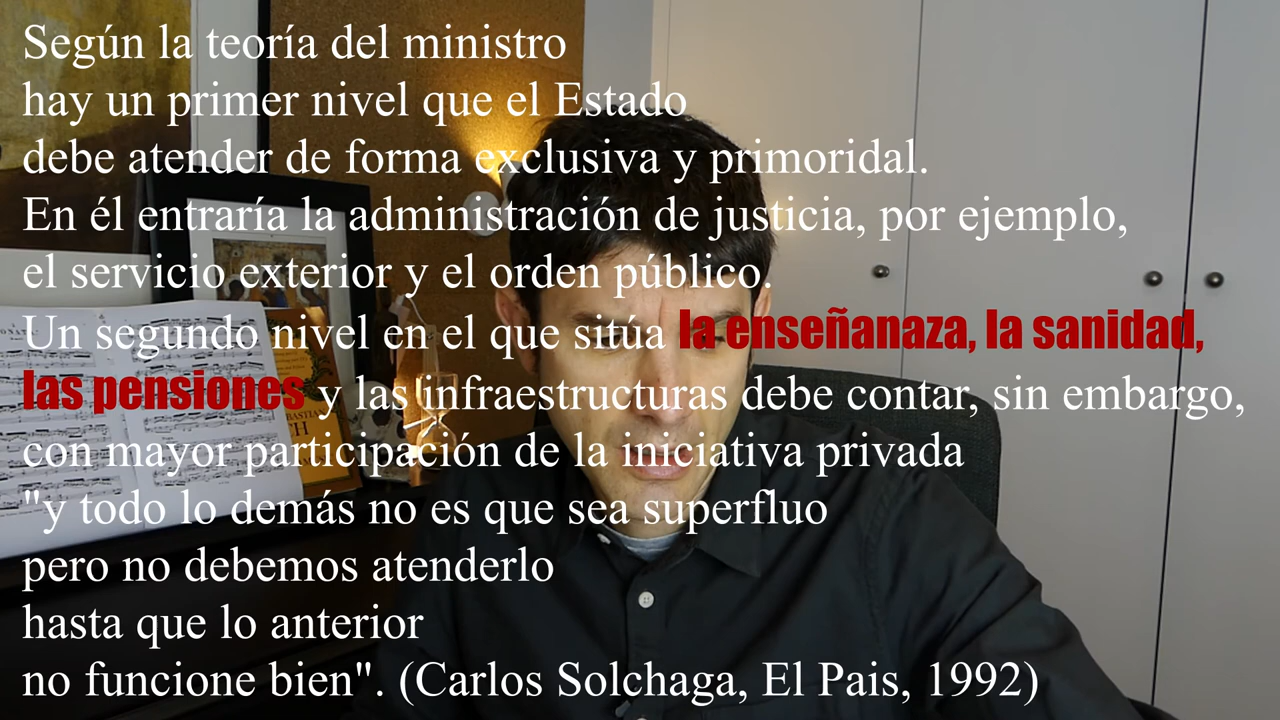 Según la teoría del ministro
hay un primer nivel que el Estado
debe atender de forma exclusiva y primoridal.
En él entraría la administración de justicia, por ejemplo,
el servicio exterior y el orden público.
Un segundo nivel en el que sitúa la enseñanaza, la sanidad,
las pensiones y las infraestructuras debe contar, sin embargo,
con mayor participación de la iniciativa privada
"y todo lo demás no es que sea superfluo
pero no debemos atenderlo
hasta que lo anterior
no funcione bien". (Carlos Solchaga, El Pais, 1992)